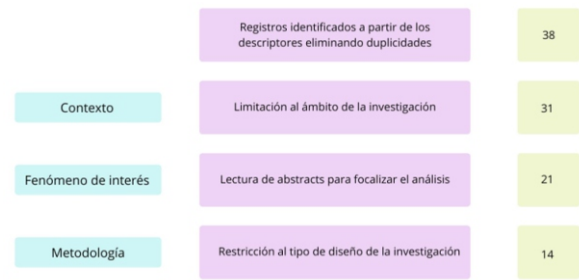 Registros identificados a partir de los
descriptores eliminando duplicidades
38
Contexto
Limitación al ámbito de la investigación
31
Fenómeno de interés
Lectura de abstracts para focalizar el análisis
21
Metodología
Restricción al tipo de diseño de la investigación
14